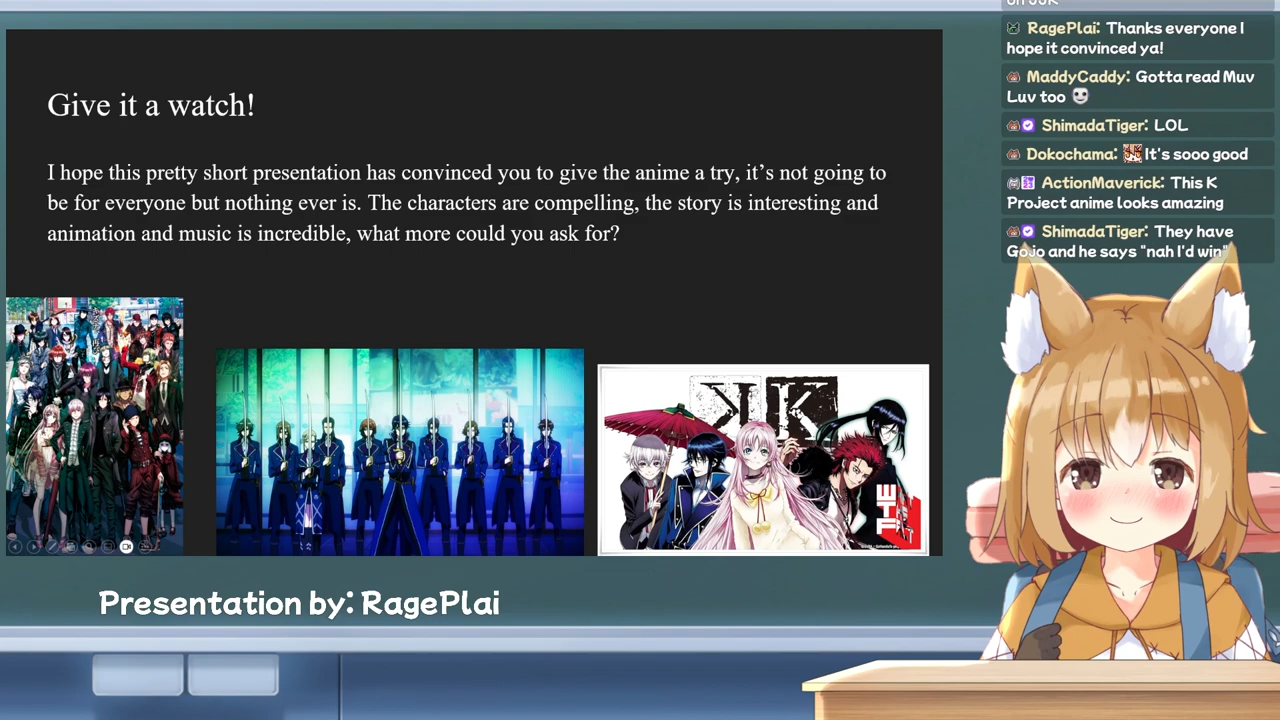 Give it a watch!
I hope this pretty short presentation has convinced you to give the anime a try, it’s not going to
be for everyone but nothing ever is. The characters are compelling, the story is interesting and
animation and music is incredible, what more could you ask for?
K
Presentation by: RagePlai
on JJK
RagePlai: Thanks everyone I
hope it convinced ya!
MaddyCaddy: Gotta read Muv
Luv too
ShimadaTiger: LOL
Dokochama: It's sooo good
ActionMaverick: This K
Project anime looks amazing
ShimadaTiger: They have
Gojo and he says "nah I'd win"